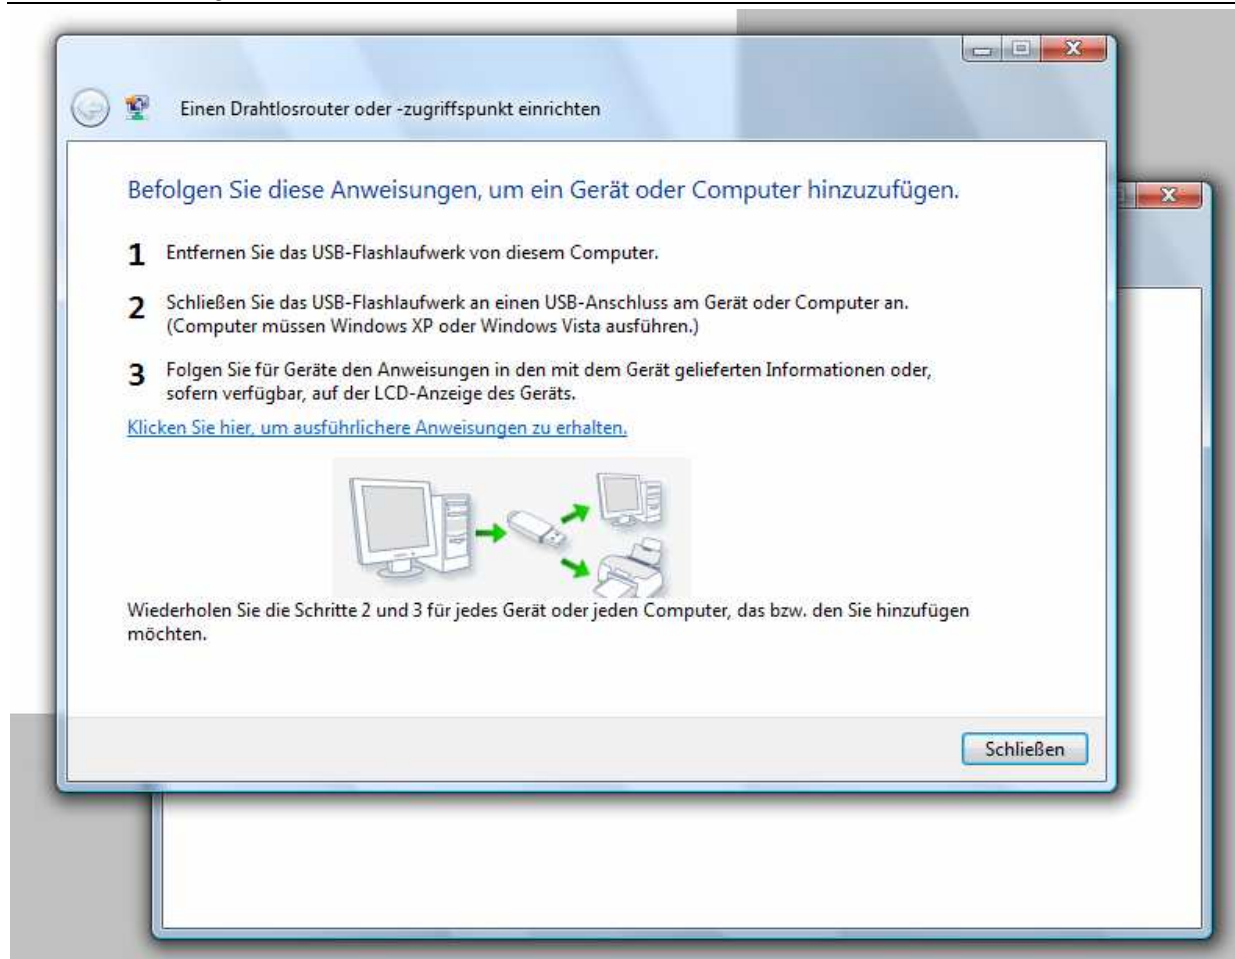 Einen Drahtlosrouter oder -zugriffspunkt einrichten
Befolgen Sie diese Anweisungen, um ein Gerät oder Computer hinzuzufügen.
1 Entfernen Sie das USB-Flashlaufwerk von diesem Computer.
2 Schließen Sie das USB-Flashlaufwerk an einen USB-Anschluss am Gerät oder Computer an.
(Computer müssen Windows XP oder Windows Vista ausführen.)
3 Folgen Sie für Geräte den Anweisungen in den mit dem Gerät gelieferten Informationen oder,
sofern verfügbar, auf der LCD-Anzeige des Geräts.
Klicken Sie hier, um ausführlichere Anweisungen zu erhalten.
Wiederholen Sie die Schritte 2 und 3 für jedes Gerät oder jeden Computer, das bzw. den Sie hinzufügen
möchten.
Schließen